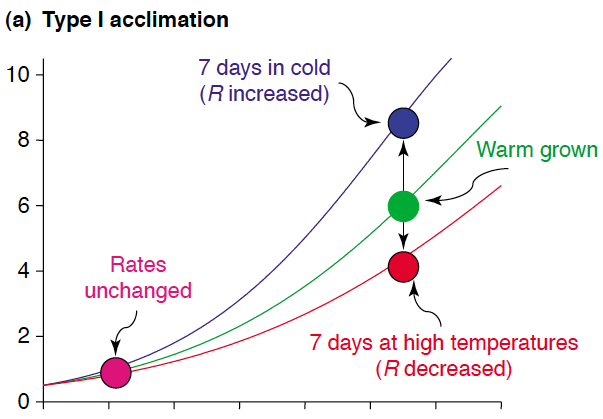 (a) Type I acclimation
10
8
6
4
2
0
7 days in cold
(R increased)
Warm grown
Rates
unchanged
7 days at high temperatures
(R decreased)